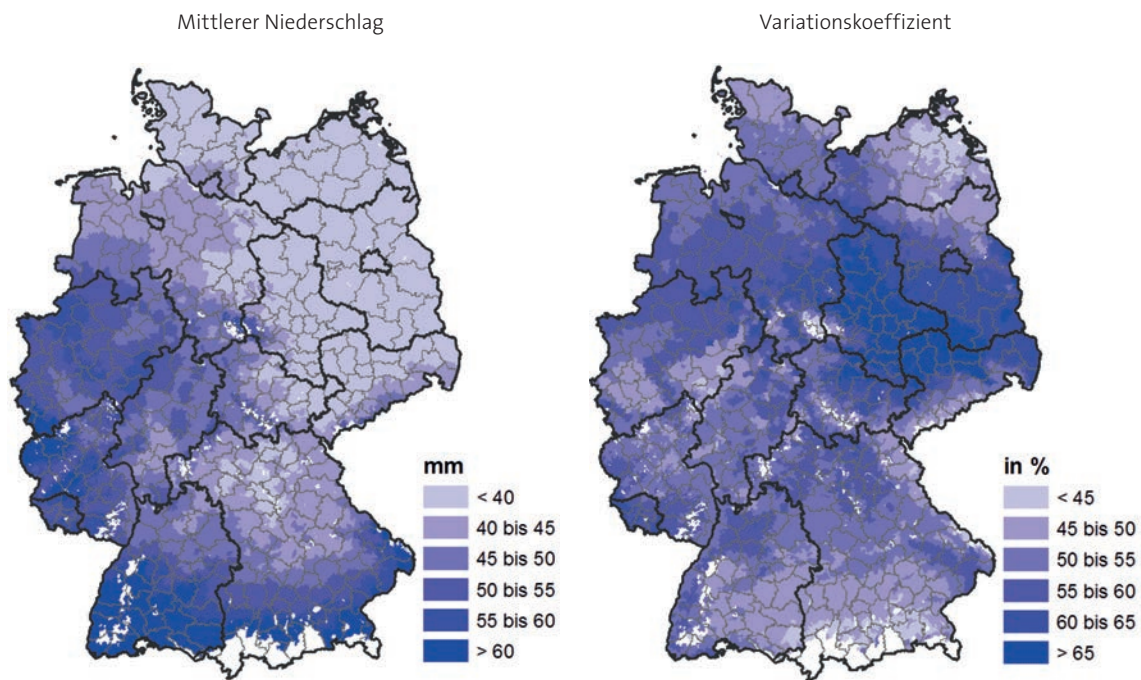 Mittlerer Niederschlag
Variationskoeffizient
mm
< 40
40 bis 45
45 bis 50
50 bis 55
55 bis 60
> 60
in %
< 45
45 bis 50
50 bis 55
55 bis 60
60 bis 65
> 65